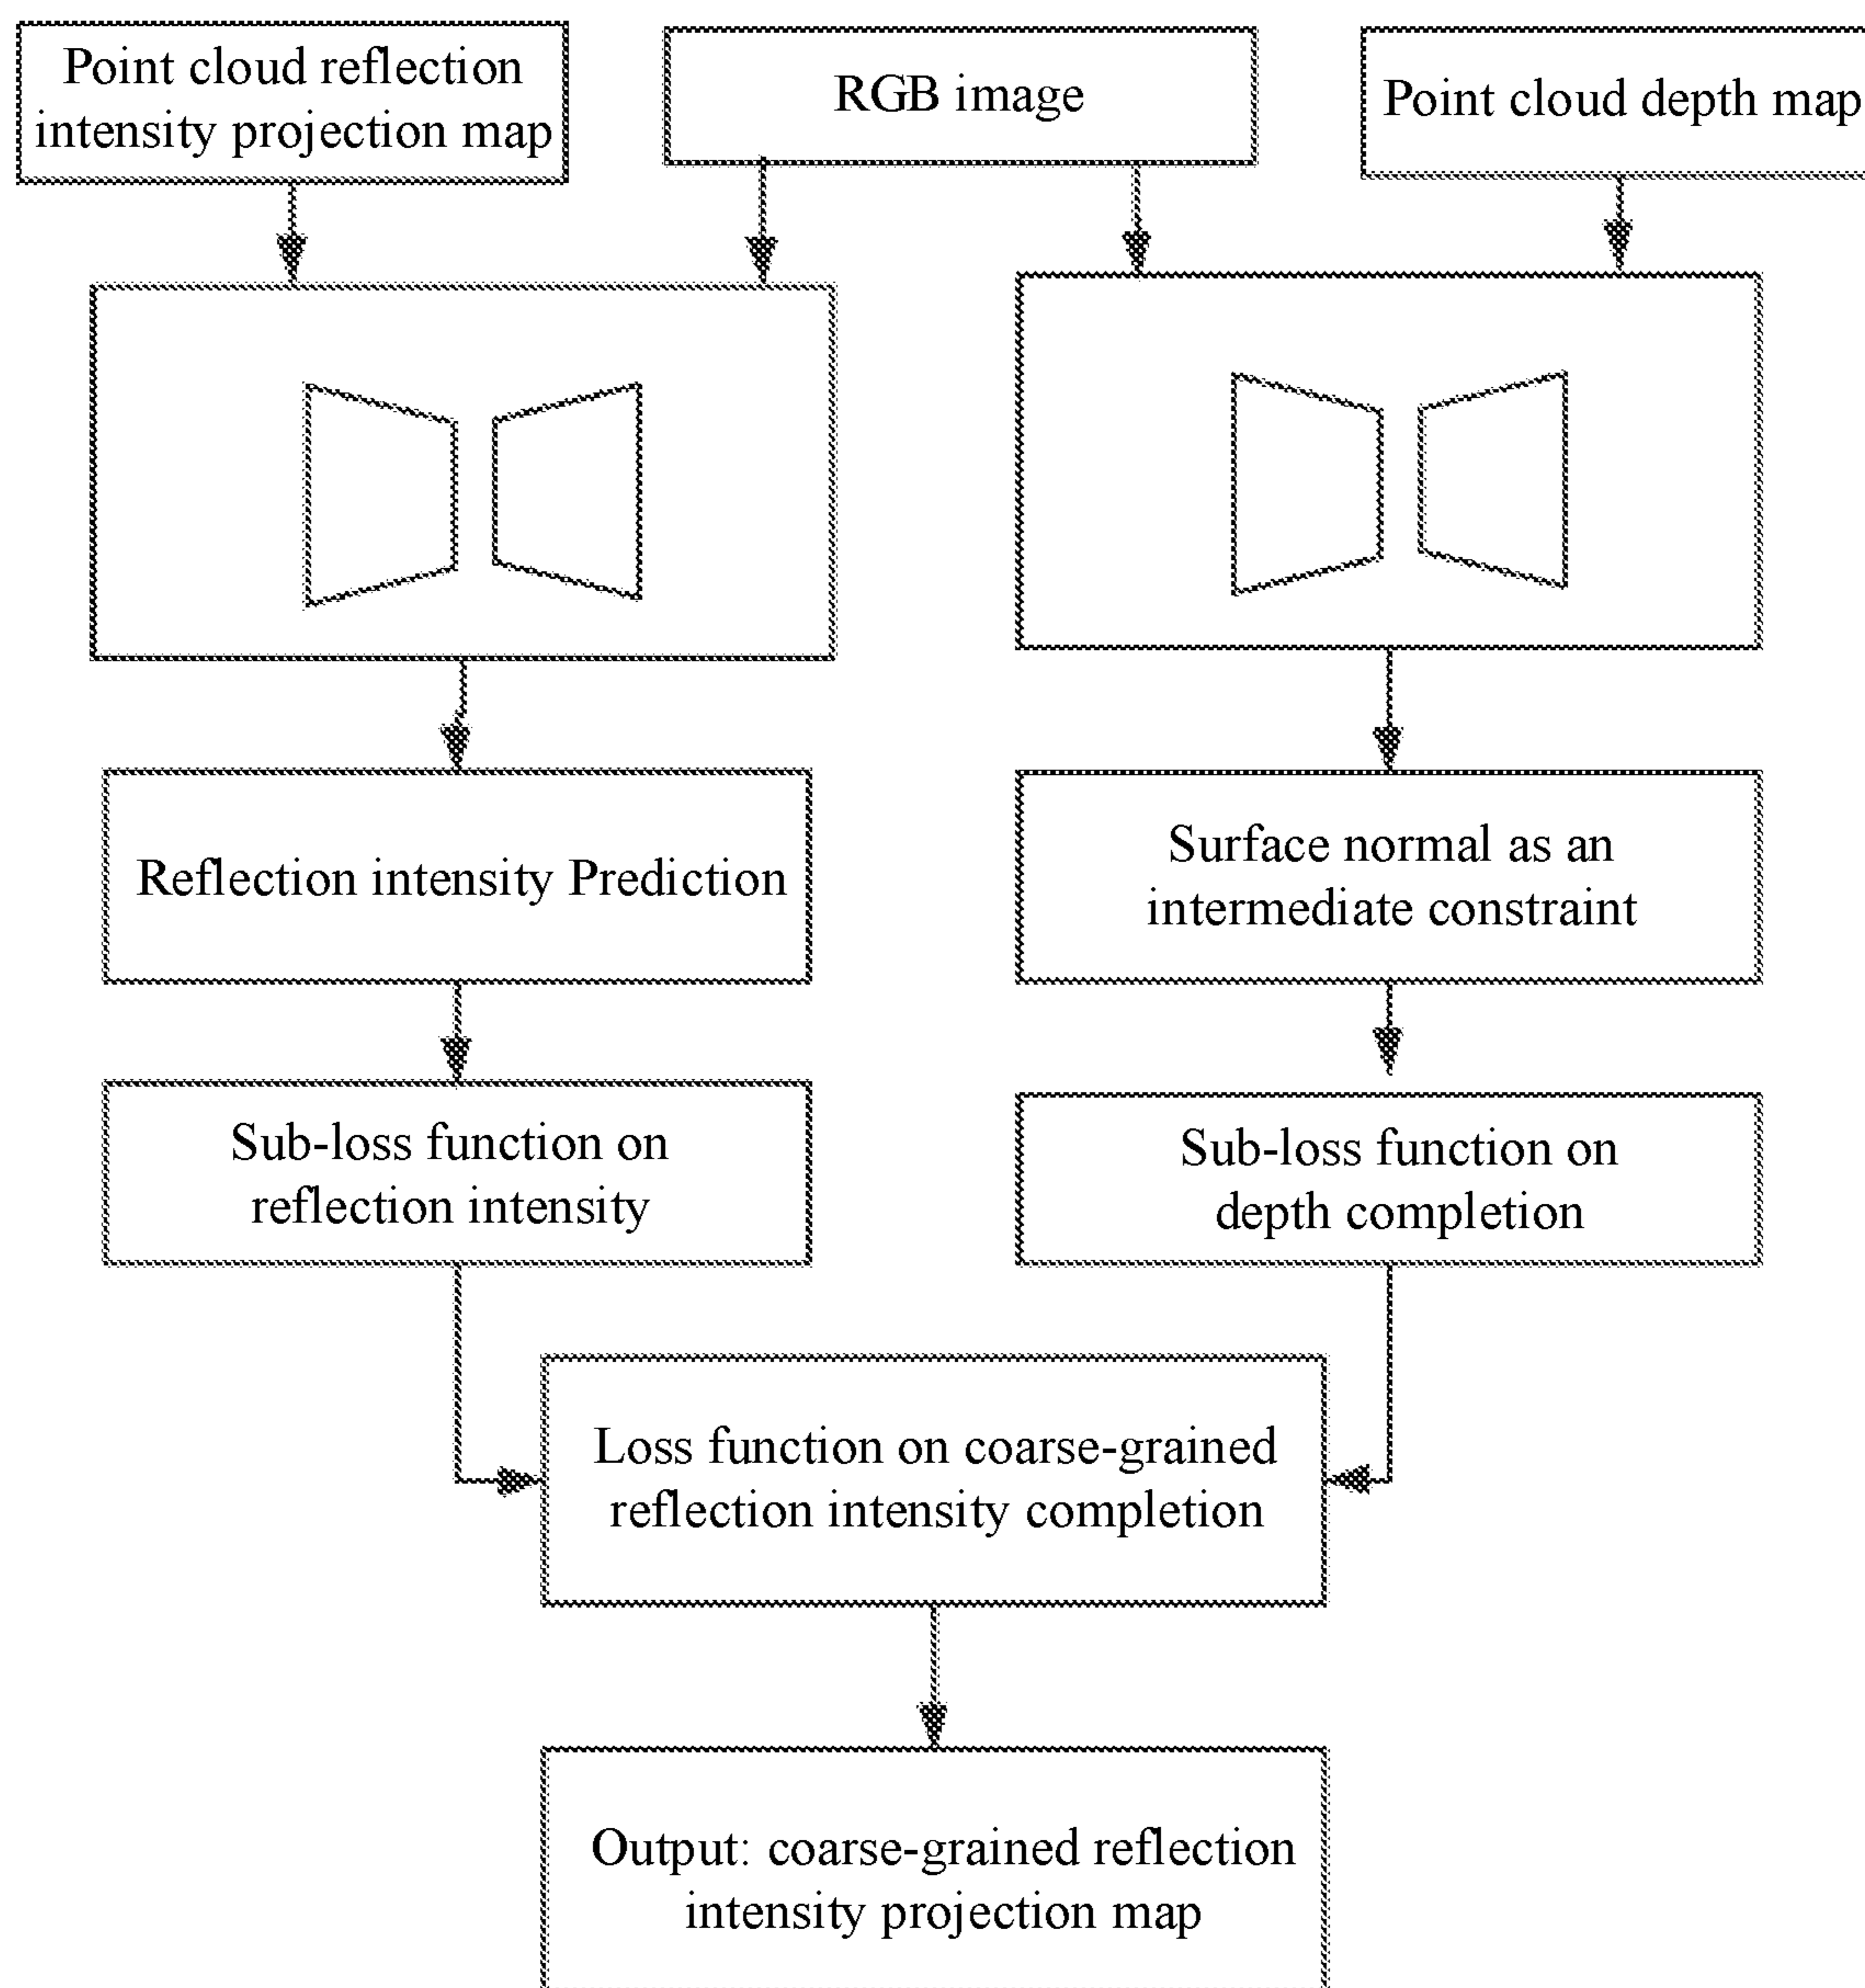 Point cloud reflection
intensity projection map
RGB image
Point cloud depth map
Reflection intensity Prediction
Surface normal as an
intermediate constraint
Sub-loss function on
reflection intensity
Sub-loss function on
depth completion
Loss function on coarse-grained
reflection intensity completion
Output: coarse-grained reflection
intensity projection map